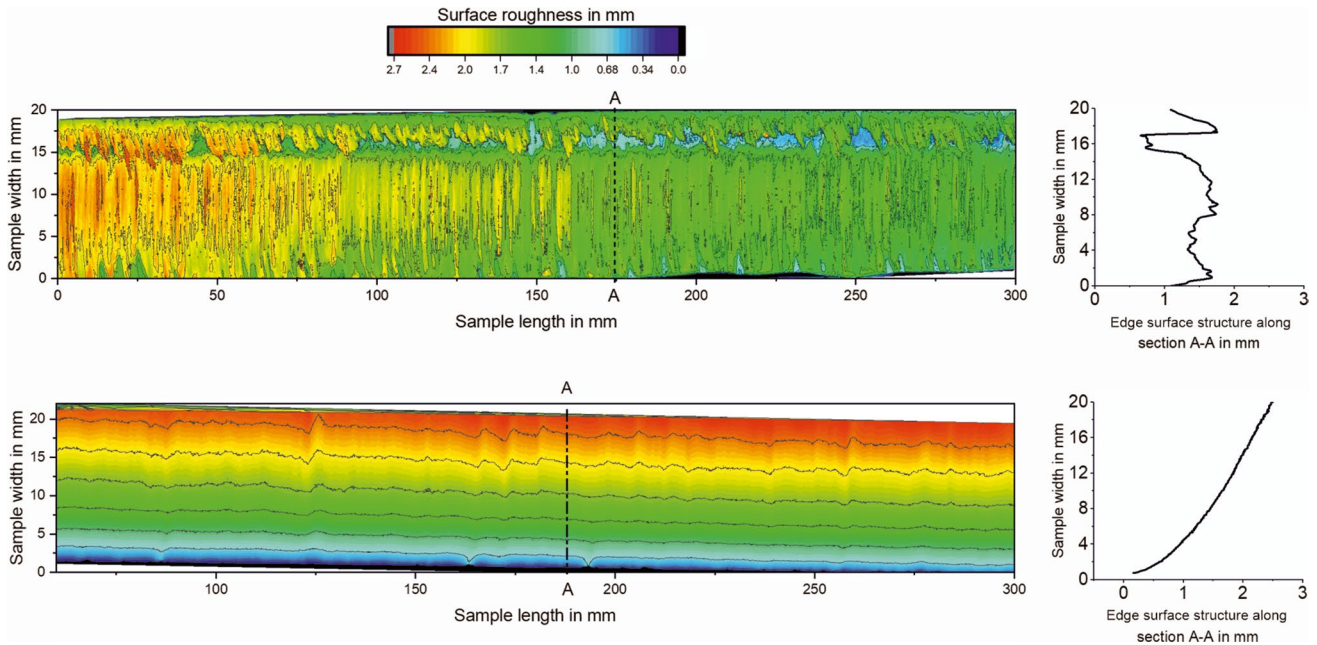 Surface roughness in mm
2.7 2.4 2.0 1.7 1.4 1.0 0.68 0.34 0.0
A
20
15
10
5
0
Sample width in mm
0 50 100 150 200 250 300
A
Sample length in mm
20
16
12
8
4
0
Sample width in mm
0 1 2 3
Edge surface structure along
section A-A in mm
A
20
15
10
5
0
Sample width in mm
100 150 200 250 300
A
Sample length in mm
20
16
12
8
4
0
Sample width in mm
0 1 2 3
Edge surface structure along
section A-A in mm